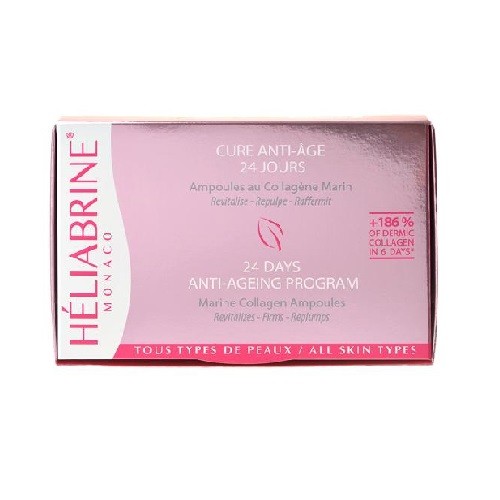 HÉLIABRINE®
MONACO
CURE ANTI-ÂGE
24 JOURS
Ampoules au Collagène Marin
Revitalise - Repulpe - Raffermit
+186 %
OF DERMIC
COLLAGEN
IN 6 DAYS*
24 DAYS
ANTI-AGEING PROGRAM
Marine Collagen Ampoules
Revitalizes - Firms - Replumps
TOUS TYPES DE PEAUX / ALL SKIN TYPES